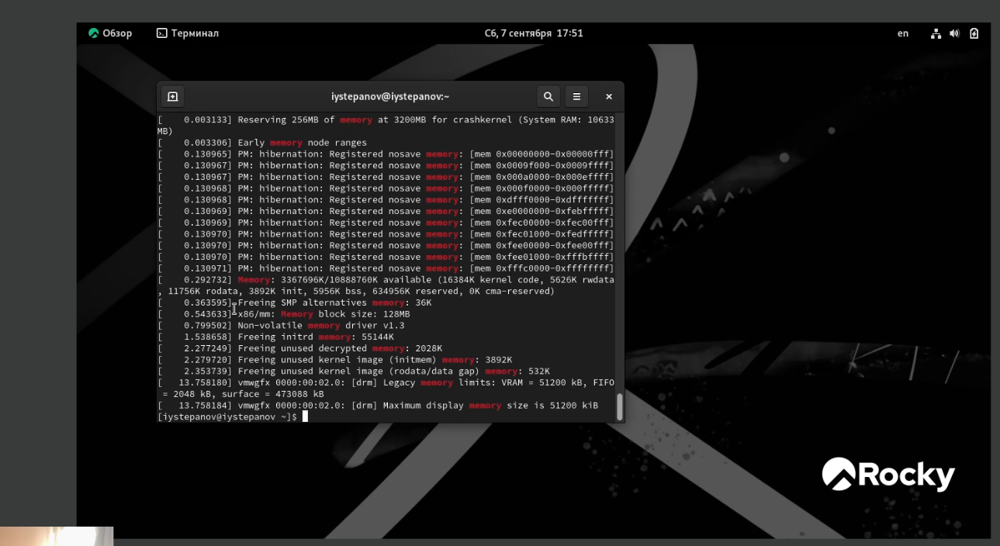 Обзор
Терминал
Сб, 7 сентября 17:51
en
iystepanov@iystepanov:~
[    0.003133] Reserving 256MB of memory at 3200MB for crashkernel (System RAM: 10633
MB)
[    0.003306] Early memory node ranges
[    0.130965] PM: hibernation: Registered nosave memory: [mem 0x00000000-0x00000fff]
[    0.130967] PM: hibernation: Registered nosave memory: [mem 0x0009f000-0x0009ffff]
[    0.130967] PM: hibernation: Registered nosave memory: [mem 0x000a0000-0x000effff]
[    0.130968] PM: hibernation: Registered nosave memory: [mem 0x000f0000-0x000fffff]
[    0.130968] PM: hibernation: Registered nosave memory: [mem 0xdfff0000-0xdfffffff]
[    0.130969] PM: hibernation: Registered nosave memory: [mem 0xe0000000-0xfebfffff]
[    0.130969] PM: hibernation: Registered nosave memory: [mem 0xfec00000-0xfec00fff]
[    0.130970] PM: hibernation: Registered nosave memory: [mem 0xfec01000-0xfedfffff]
[    0.130970] PM: hibernation: Registered nosave memory: [mem 0xfee00000-0xfee00fff]
[    0.130970] PM: hibernation: Registered nosave memory: [mem 0xfee01000-0xfffbffff]
[    0.130971] PM: hibernation: Registered nosave memory: [mem 0xfffc0000-0xffffffff]
[    0.292732] Memory: 3367696K/10888760K available (16384K kernel code, 5626K rwdata
, 11756K rodata, 3892K init, 5956K bss, 634956K reserved, 0K cma-reserved)
[    0.363595] Freeing SMP alternatives memory: 36K
[    0.543633] x86/mm: Memory block size: 128MB
[    0.799502] Non-volatile memory driver v1.3
[    1.538658] Freeing initrd memory: 55144K
[    2.277249] Freeing unused decrypted memory: 2028K
[    2.279720] Freeing unused kernel image (initmem) memory: 3892K
[    2.353739] Freeing unused kernel image (rodata/data gap) memory: 532K
[   13.758180] vmwgfx 0000:00:02.0: [drm] Legacy memory limits: VRAM = 51200 kB, FIFO
 = 2048 kB, surface = 473088 kB
[   13.758184] vmwgfx 0000:00:02.0: [drm] Maximum display memory size is 51200 kiB
[iystepanov@iystepanov ~]$
Rocky